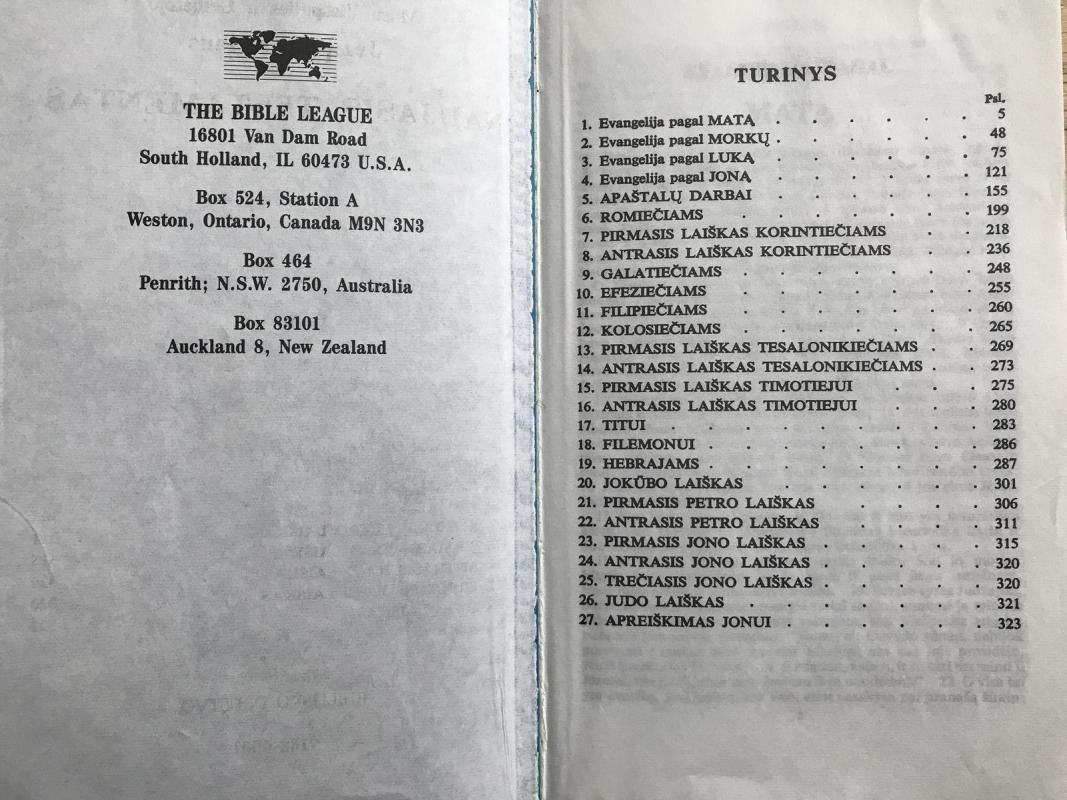 THE BIBLE LEAGUE
16801 Van Dam Road
South Holland, IL 60473 U.S.A.
Box 524, Station A
Weston, Ontario, Canada M9N 3N3
Box 464
Penrith; N.S.W. 2750, Australia
Box 83101
Auckland 8, New Zealand
TURINYS
Psl.
1. Evangelija pagal MATĄ . . . . . . 5
2. Evangelija pagal MORKŲ . . . . . . 48
3. Evangelija pagal LUKĄ . . . . . . 75
4. Evangelija pagal JONĄ . . . . . . 121
5. APAŠTALŲ DARBAI . . . . . . 155
6. ROMIEČIAMS . . . . . . 199
7. PIRMASIS LAIŠKAS KORINTIEČIAMS . . 218
8. ANTRASIS LAIŠKAS KORINTIEČIAMS . . 236
9. GALATIEČIAMS . . . . . . 248
10. EFEZIEČIAMS . . . . . . 255
11. FILIPIEČIAMS . . . . . . 260
12. KOLOSIEČIAMS . . . . . . 265
13. PIRMASIS LAIŠKAS TESALONIKIEČIAMS . . 269
14. ANTRASIS LAIŠKAS TESALONIKIEČIAMS . . 273
15. PIRMASIS LAIŠKAS TIMOTIEJUI . . . 275
16. ANTRASIS LAIŠKAS TIMOTIEJUI . . . 280
17. TITUI . . . . . . . . 283
18. FILEMONUI . . . . . . . 286
19. HEBRAJAMS . . . . . . . 287
20. JOKŪBO LAIŠKAS . . . . . . 301
21. PIRMASIS PETRO LAIŠKAS . . . . 306
22. ANTRASIS PETRO LAIŠKAS . . . . 311
23. PIRMASIS JONO LAIŠKAS . . . . . 315
24. ANTRASIS JONO LAIŠKAS . . . . . 320
25. TREČIASIS JONO LAIŠKAS . . . . . 320
26. JUDO LAIŠKAS . . . . . . . 321
27. APREIŠKIMAS JONUI . . . . . . 323